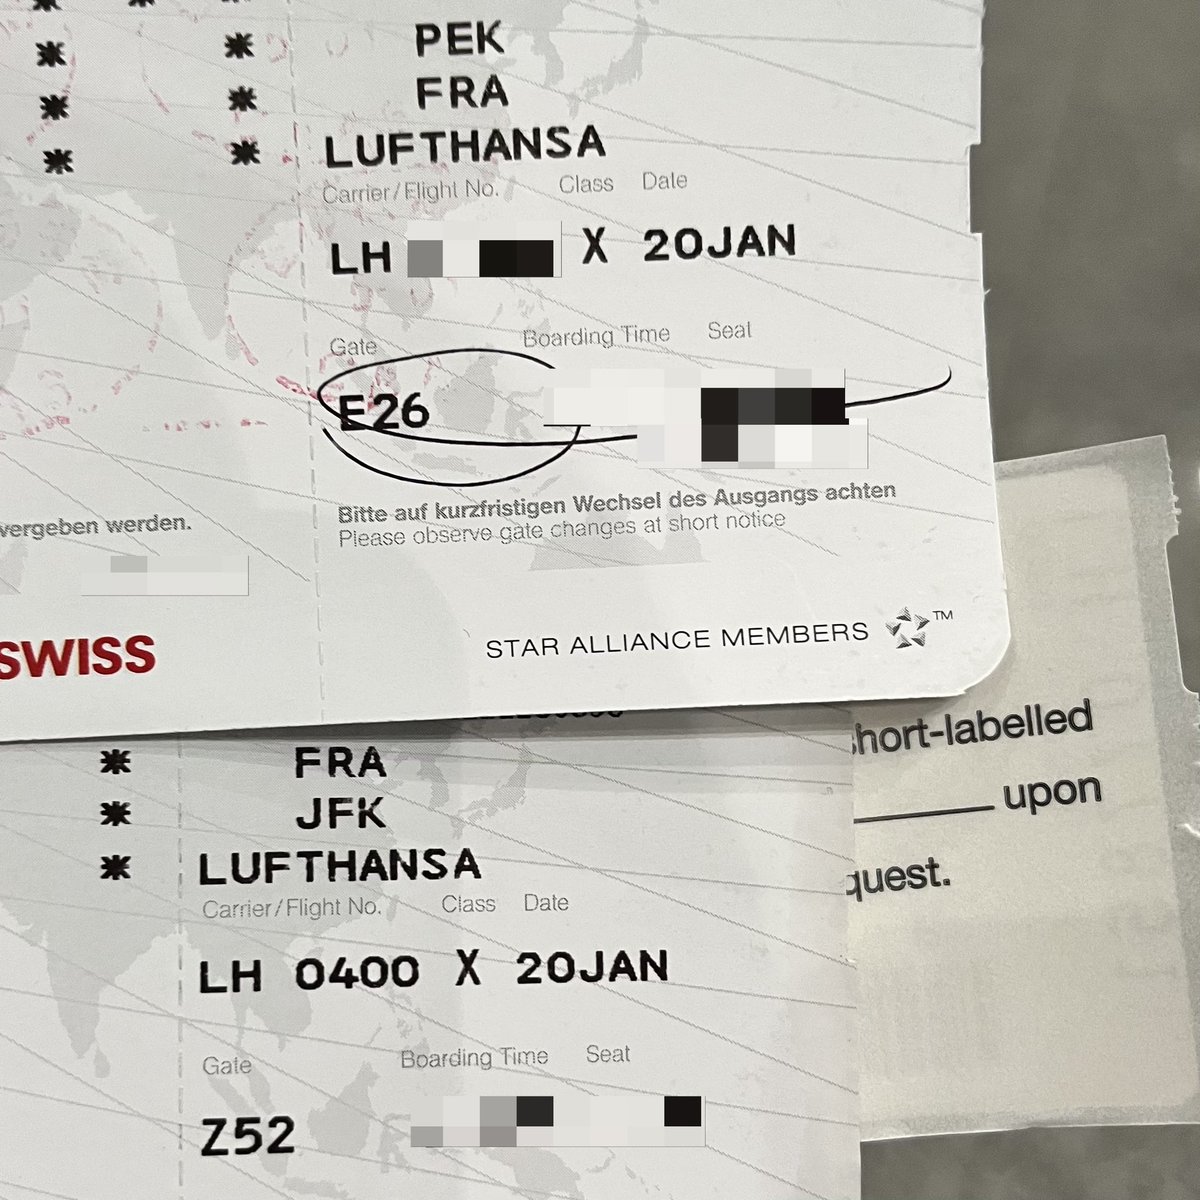 * * PEK
* * FRA
* * LUFTHANSA
Carrier/Flight No. Class Date
LH X 20JAN
Gate Boarding Time Seat
E26
Bitte auf kurzfristigen Wechsel des Ausgangs achten
Please observe gate changes at short notice
vergeben werden.
SWISS
STAR ALLIANCE MEMBERS ™
* FRA
* JFK
* LUFTHANSA
Carrier/Flight No. Class Date
LH 0400 X 20JAN
Gate Boarding Time Seat
Z52
short-labelled
upon